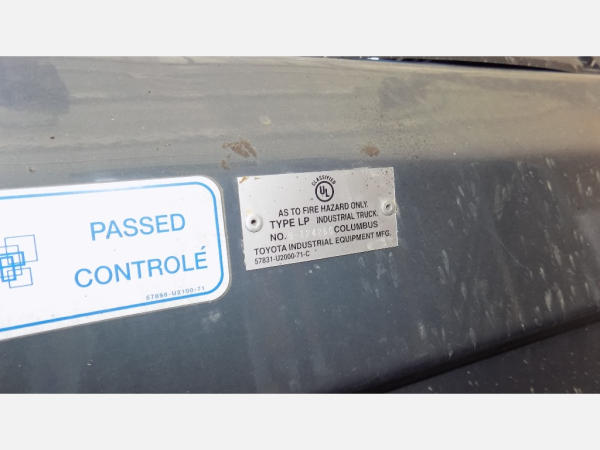 PASSED
CONTROLÉ
57898-U2100-71
CLASSIFIED
UL
AS TO FIRE HAZARD ONLY.
TYPE LP INDUSTRIAL TRUCK.
NO. COLUMBUS
TOYOTA INDUSTRIAL EQUIPMENT MFG.
57831-U2000-71-C